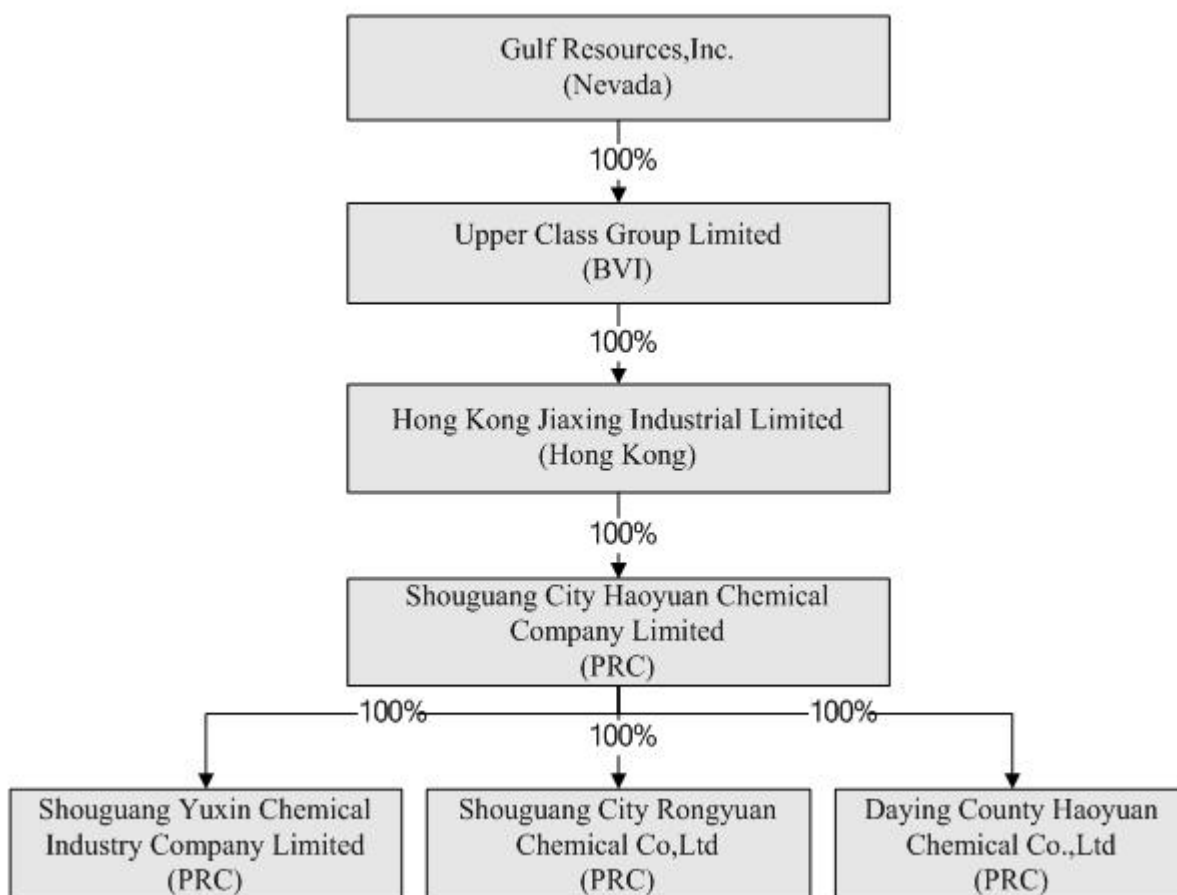 Gulf Resources,Inc.
(Nevada)
100%
Upper Class Group Limited
(BVI)
100%
Hong Kong Jiaxing Industrial Limited
(Hong Kong)
100%
Shouguang City Haoyuan Chemical
Company Limited
(PRC)
100%
100%
100%
Shouguang Yuxin Chemical
Industry Company Limited
(PRC)
Shouguang City Rongyuan
Chemical Co,Ltd
(PRC)
Daying County Haoyuan
Chemical Co.,Ltd
(PRC)